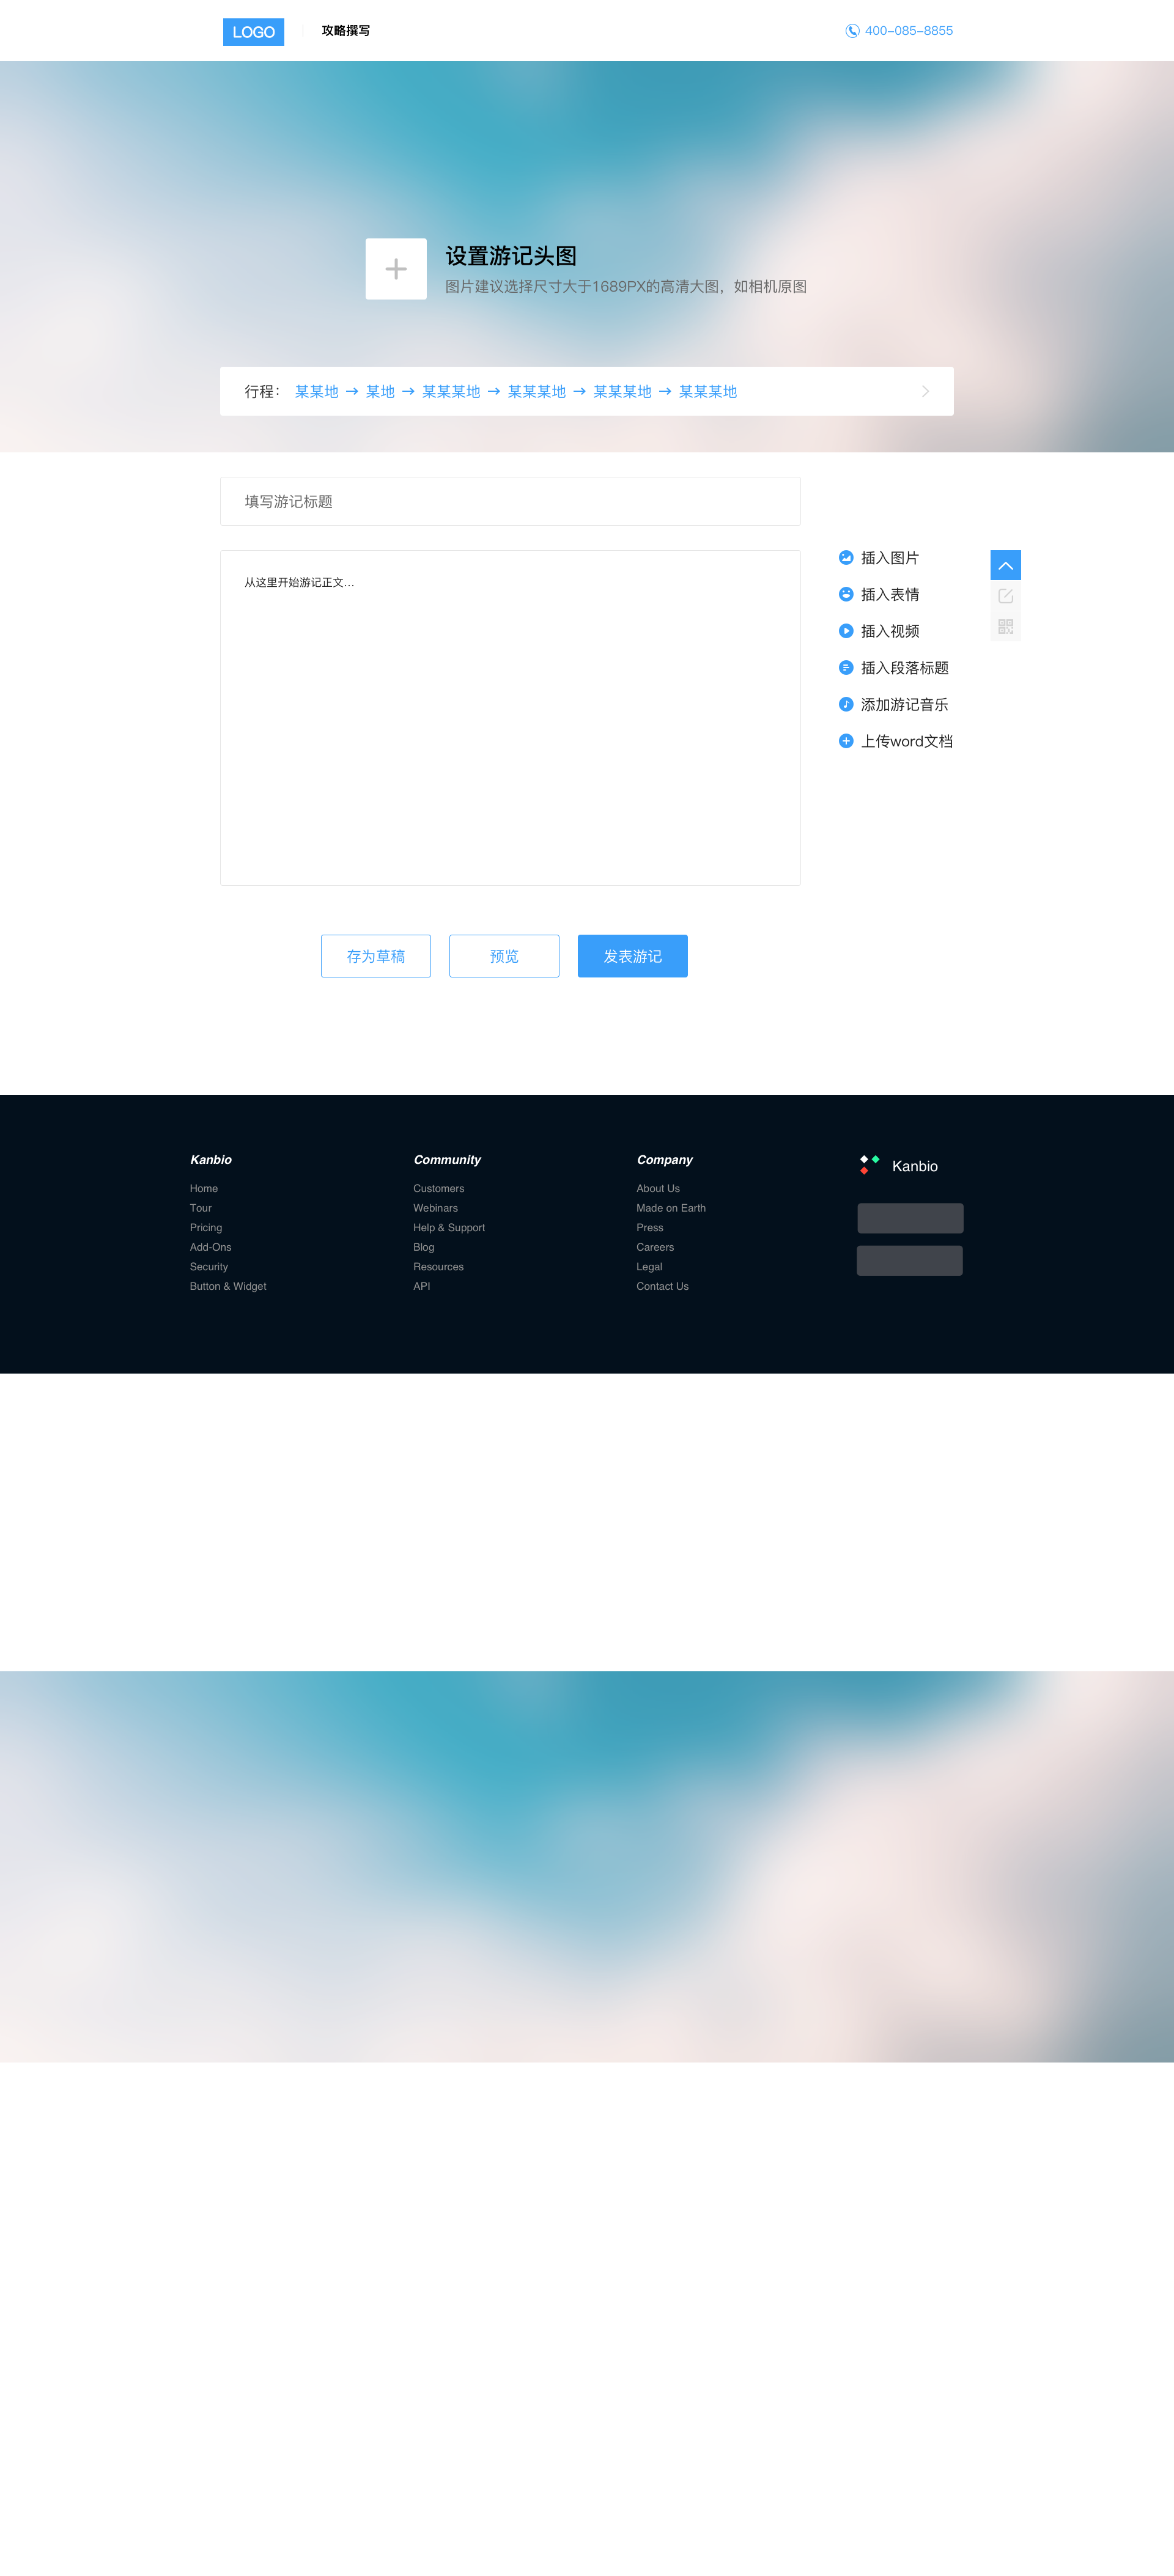 LOGO
攻略撰写
400-085-8855
设置游记头图
图片建议选择尺寸大于1689PX的高清大图，如相机原图
行程： 某某地 → 某地 → 某某某地 → 某某某地 → 某某某地 → 某某某地
填写游记标题
从这里开始游记正文...
插入图片
插入表情
插入视频
插入段落标题
添加游记音乐
上传word文档
存为草稿
预览
发表游记
Kanbio
Home
Tour
Pricing
Add-Ons
Security
Button & Widget
Community
Customers
Webinars
Help & Support
Blog
Resources
API
Company
About Us
Made on Earth
Press
Careers
Legal
Contact Us
Kanbio